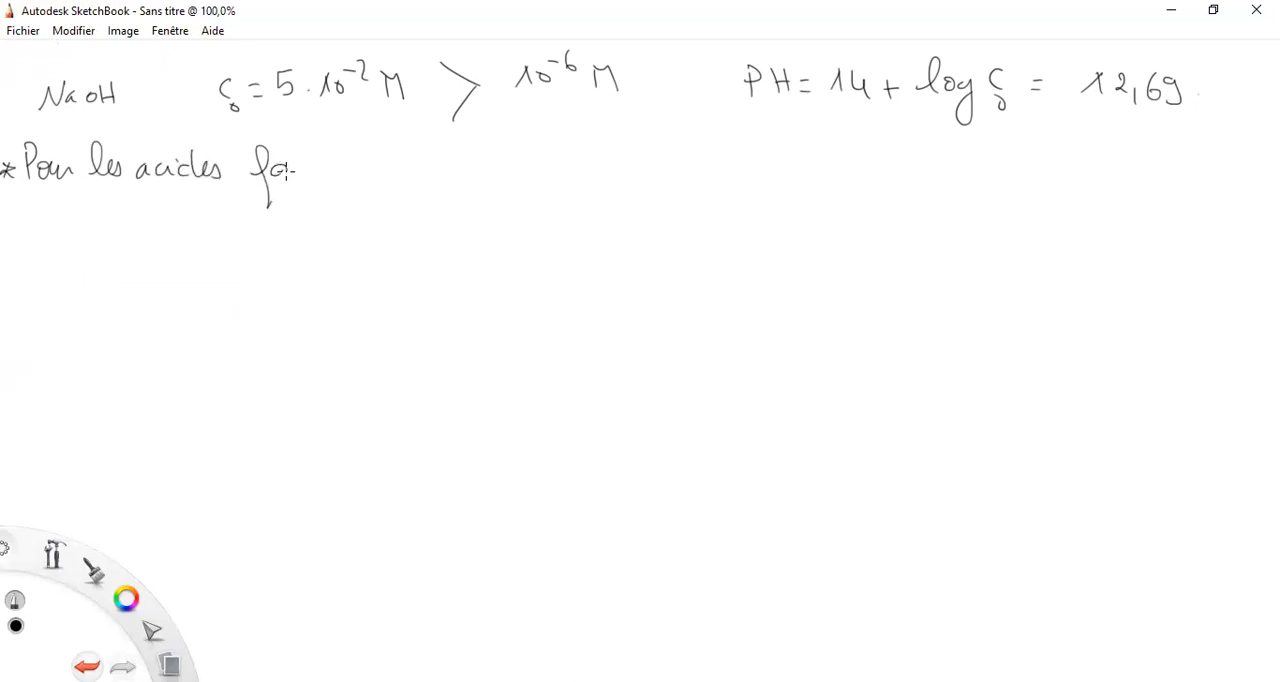 Autodesk SketchBook - Sans titre @ 100,0%
Fichier Modifier Image Fenêtre Aide
NaOH C₀ = 5 . 10⁻² M > 10⁻⁶ M PH = 14 + log C₀ = 12,69
* Pour les acides fa